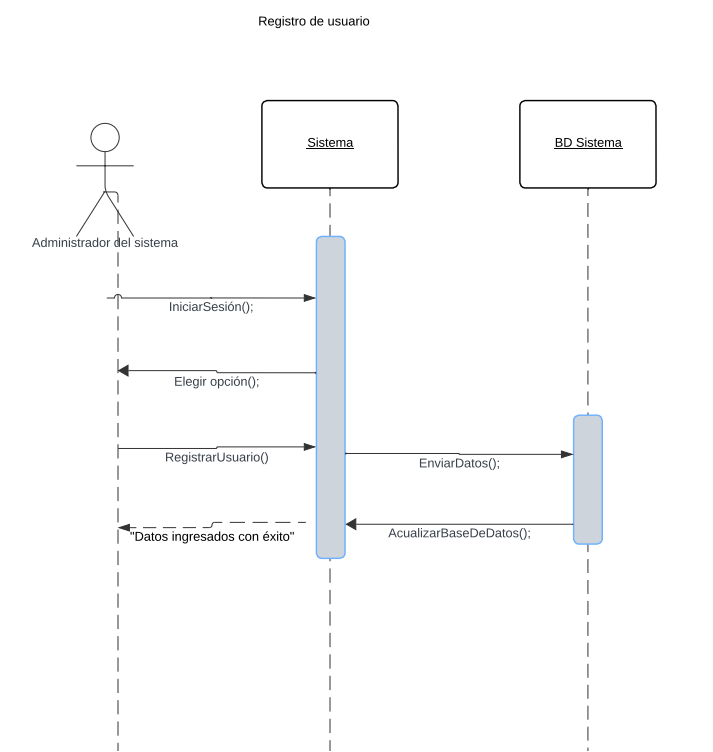 Registro de usuario
Sistema
BD Sistema
Administrador del sistema
IniciarSesión();
Elegir opción();
RegistrarUsuario()
EnviarDatos();
"Datos ingresados con éxito"
AcualizarBaseDeDatos();